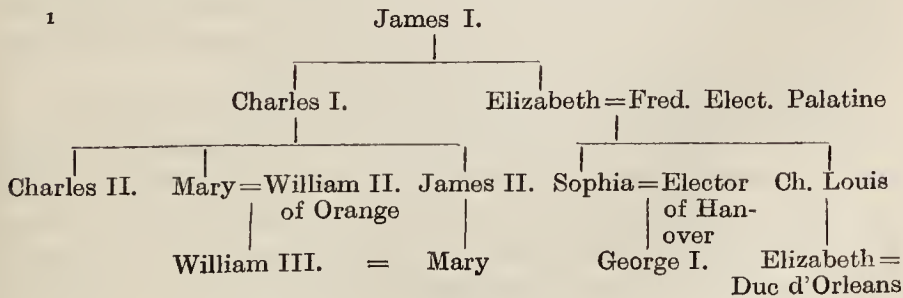 1
James I.
Charles I. Elizabeth=Fred. Elect. Palatine
Charles II. Mary=William II. James II. Sophia=Elector Ch. Louis
of Orange of Han-
over
William III. = Mary George I. Elizabeth=
Duc d'Orleans